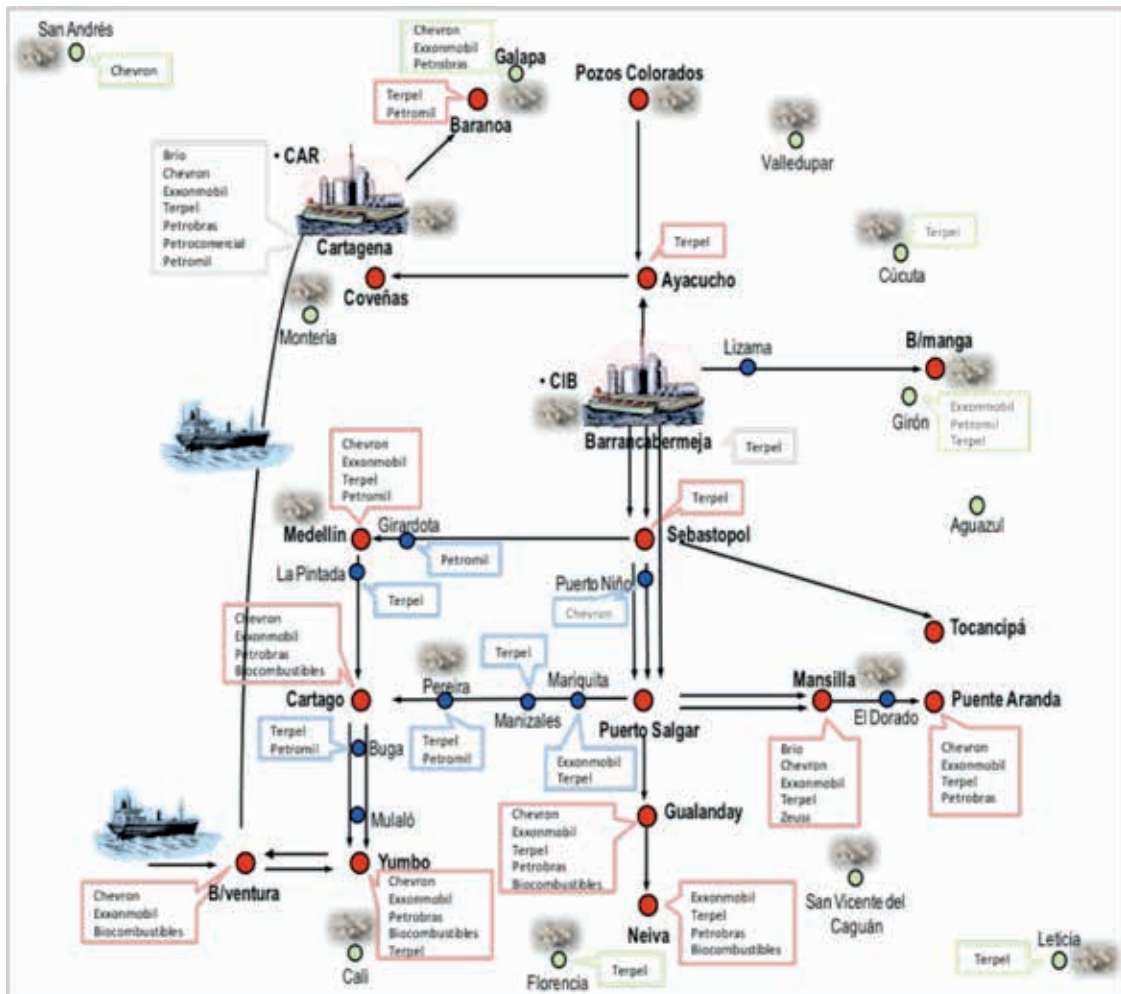 San Andrés
Chevron
Chevron
Exxonmobil
Petrobras
Galapa
Terpel
Petromil
Baranoa
Pozos Colorados
Valledupar
Brio
Chevron
Exxonmobil
Terpel
Petrobras
Petrocomercial
Petromil
• CAR
Cartagena
Terpel
Cúcuta
Terpel
Ayacucho
Coveñas
Monteria
Lizama
B/manga
• CIB
Barrancabermeja
Terpel
Girón
Exxonmobil
Petromil
Terpel
Chevron
Exxonmobil
Terpel
Petromil
Terpel
Aguazul
Medellín
Girardota
Petromil
Sebastopol
La Pintada
Terpel
Puerto Niño
Chevron
Tocancipá
Chevron
Exxonmobil
Petrobras
Biocombustibles
Cartago
Pereira
Terpel
Petromil
Terpel
Manizales
Mariquita
Exxonmobil
Terpel
Puerto Salgar
Mansilla
El Dorado
Puente Aranda
Brio
Chevron
Exxonmobil
Terpel
Zeuss
Chevron
Exxonmobil
Terpel
Petrobras
Terpel
Petromil
Buga
Mulaló
Chevron
Exxonmobil
Terpel
Petrobras
Biocombustibles
Gualanday
B/ventura
Chevron
Exxonmobil
Biocombustibles
Yumbo
Chevron
Exxonmobil
Petrobras
Biocombustibles
Terpel
Cali
Neiva
Exxonmobil
Terpel
Petrobras
Biocombustibles
Florencia
Terpel
San Vicente del
Caguán
Terpel
Leticia